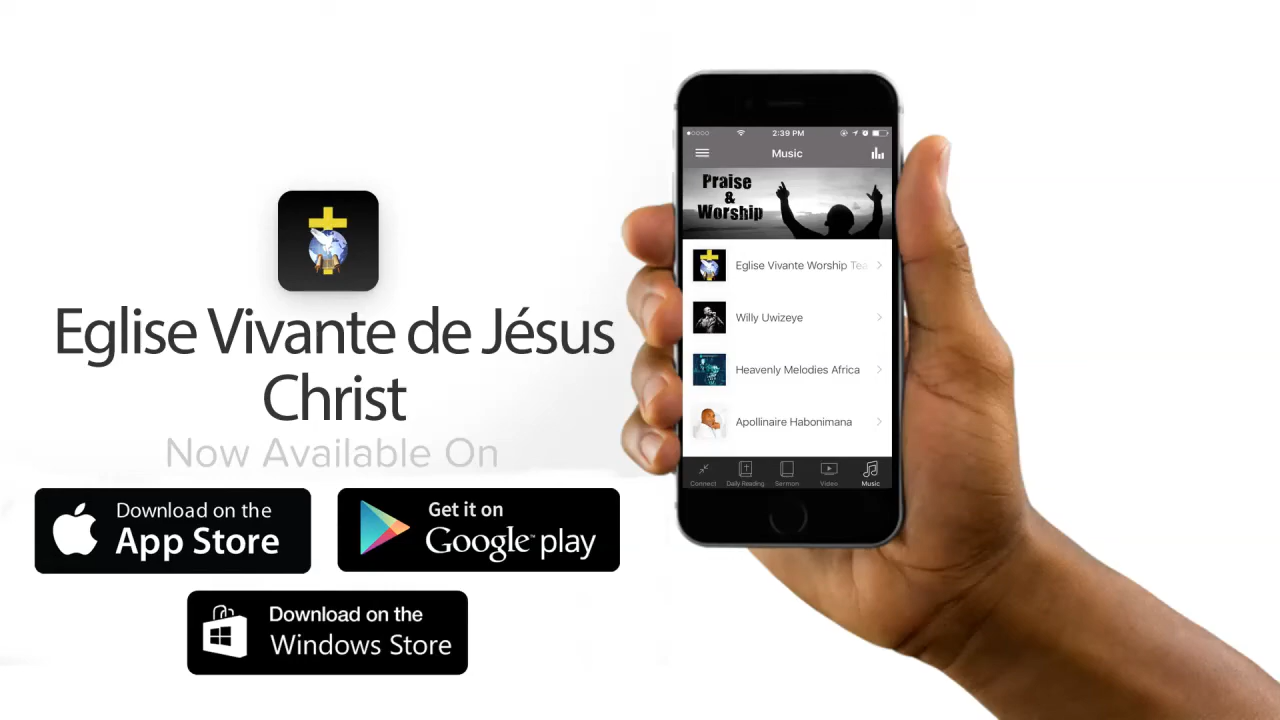 Eglise Vivante de Jésus
Christ
Now Available On
Download on the
App Store
Get it on
Google play
Download on the
Windows Store
2:39 PM
Music
Praise
&
Worship
Eglise Vivante Worship Tea
Willy Uwizeye
Heavenly Melodies Africa
Apollinaire Habonimana
Connect
Daily Reading
Sermon
Video
Music